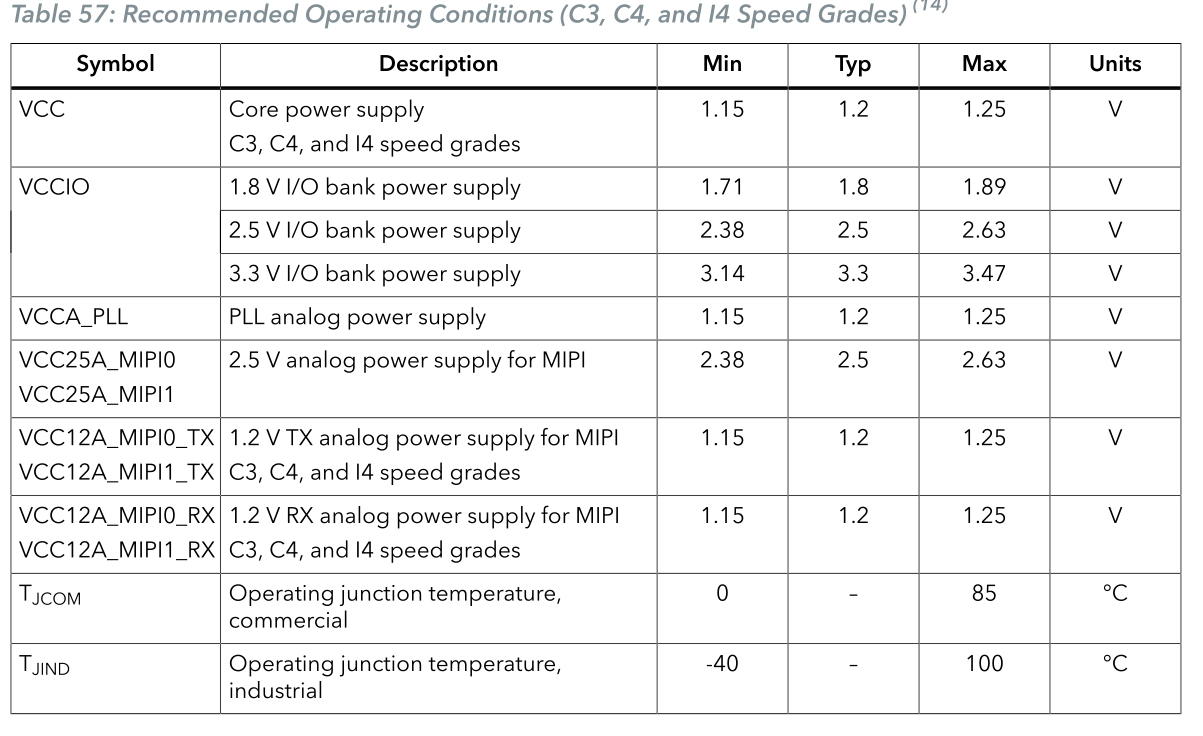 Table 57: Recommended Operating Conditions (C3, C4, and I4 Speed Grades) (14)
Symbol Description Min Typ Max Units
VCC Core power supply 1.15 1.2 1.25 V
C3, C4, and I4 speed grades
VCCIO 1.8 V I/O bank power supply 1.71 1.8 1.89 V
2.5 V I/O bank power supply 2.38 2.5 2.63 V
3.3 V I/O bank power supply 3.14 3.3 3.47 V
VCCA_PLL PLL analog power supply 1.15 1.2 1.25 V
VCC25A_MIPI0 2.5 V analog power supply for MIPI 2.38 2.5 2.63 V
VCC25A_MIPI1
VCC12A_MIPI0_TX 1.2 V TX analog power supply for MIPI 1.15 1.2 1.25 V
VCC12A_MIPI1_TX C3, C4, and I4 speed grades
VCC12A_MIPI0_RX 1.2 V RX analog power supply for MIPI 1.15 1.2 1.25 V
VCC12A_MIPI1_RX C3, C4, and I4 speed grades
TJCOM Operating junction temperature, 0 – 85 °C
commercial
TJIND Operating junction temperature, -40 – 100 °C
industrial